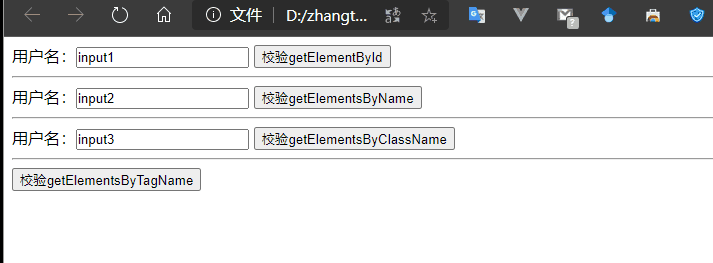 文件 D:/zhangt...
用户名：input1 校验getElementById
用户名：input2 校验getElementsByName
用户名：input3 校验getElementsByClassName
校验getElementsByTagName